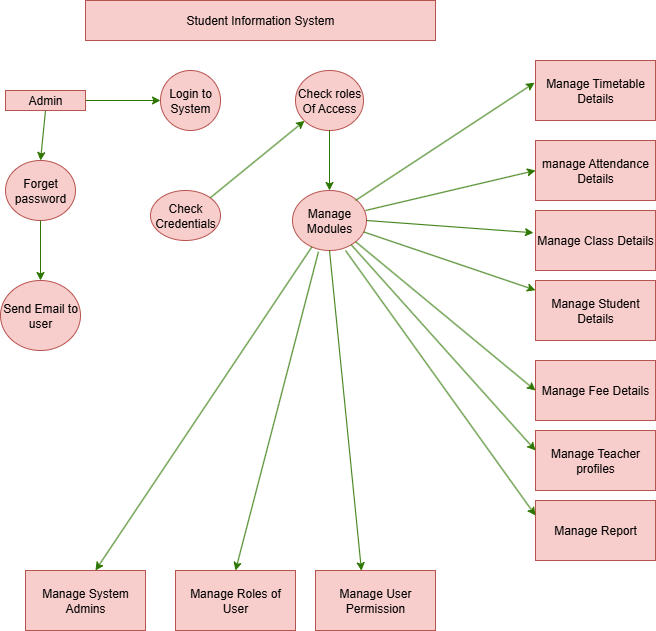 Student Information System
Admin
Login to
System
Check roles
Of Access
Manage Timetable
Details
manage Attendance
Details
Forget
password
Check
Credentials
Manage
Modules
Manage Class Details
Send Email to
user
Manage Student
Details
Manage Fee Details
Manage Teacher
profiles
Manage Report
Manage System
Admins
Manage Roles of
User
Manage User
Permission